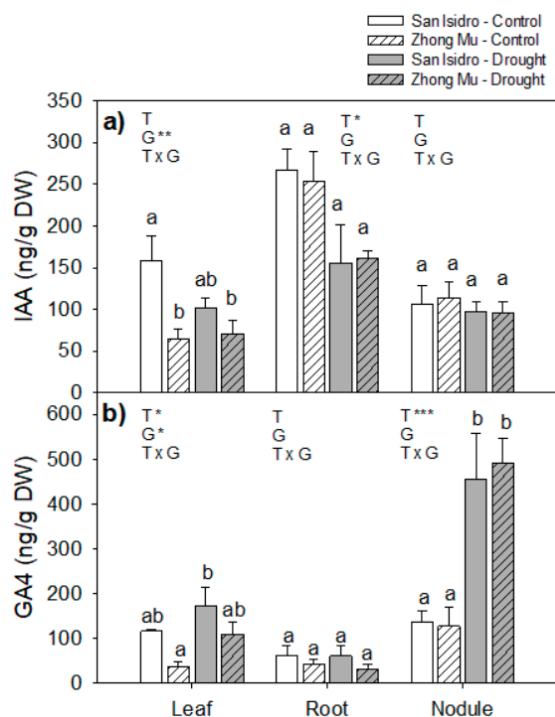 San Isidro - Control
Zhong Mu - Control
San Isidro - Drought
Zhong Mu - Drought
a)
IAA (ng/g DW)
350
300
250
200
150
100
50
0
T
G**
T x G
T*
G
T x G
T
G
T x G
a
b
ab
b
a
a
a
a
a
a
a
a
b)
GA4 (ng/g DW)
600
500
400
300
200
100
0
T*
G*
T x G
T
G
T x G
T***
G
T x G
ab
a
b
ab
a
a
a
a
a
a
b
b
Leaf
Root
Nodule